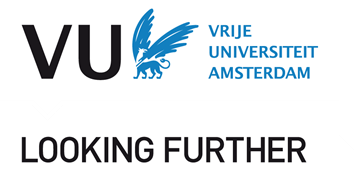 VU
VRIJE
UNIVERSITEIT
AMSTERDAM
LOOKING FURTHER